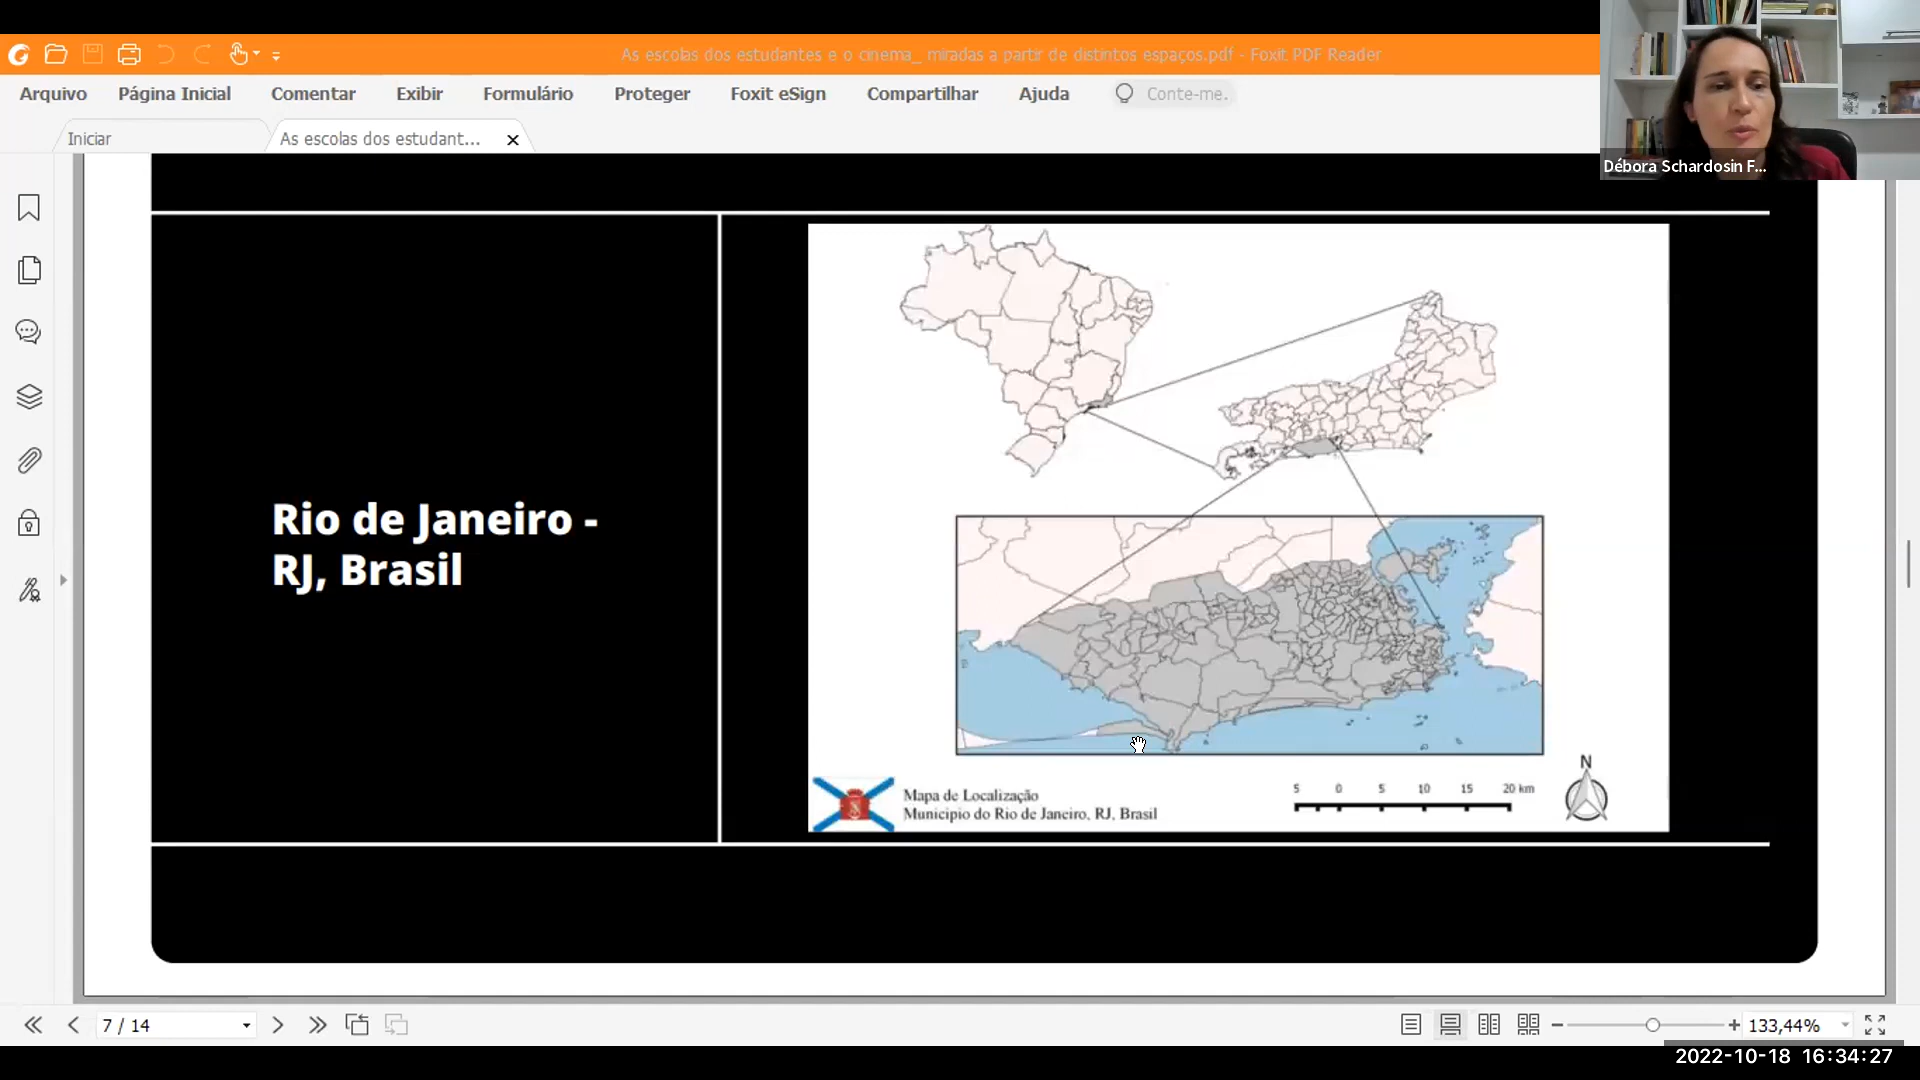 As escolas dos estudantes e o cinema_ miradas a partir de distintos espaços.pdf - Foxit PDF Reader
Arquivo Página Inicial Comentar Exibir Formulário Proteger Foxit eSign Compartilhar Ajuda Conte-me.
Iniciar As escolas dos estudant...
Débora Schardosin F...
Rio de Janeiro -
RJ, Brasil
N
5 0 5 10 15 20 km
Mapa de Localização
Municipio do Rio de Janeiro, RJ, Brasil
7 / 14
133,44%
2022-10-18 16:34:27